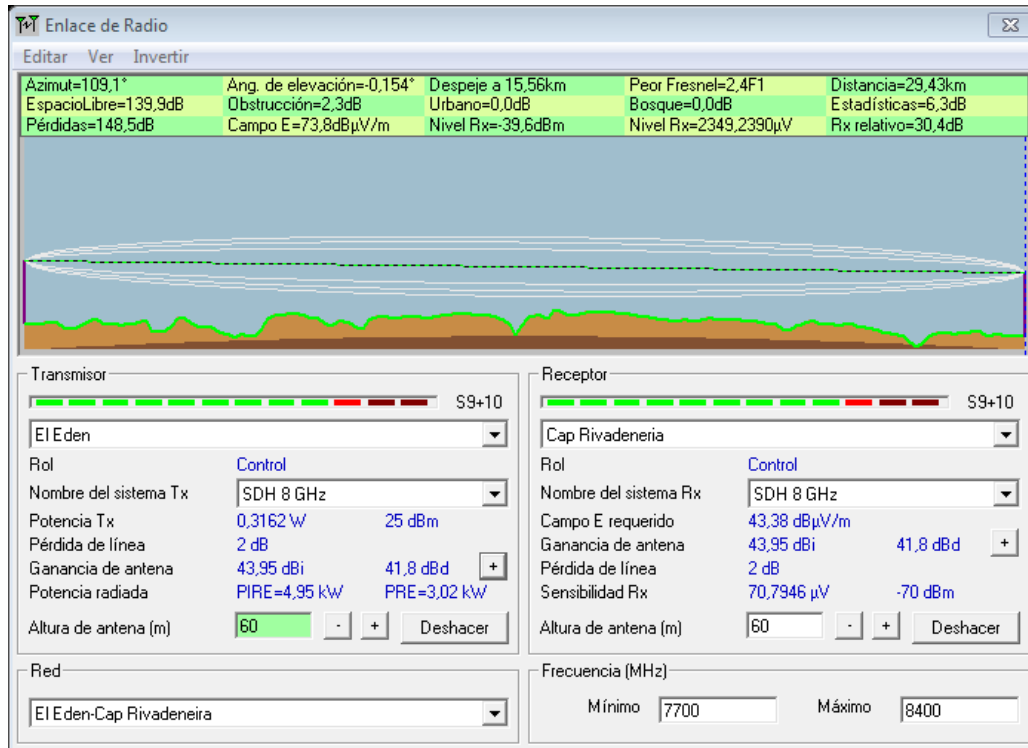 Enlace de Radio
Editar Ver Invertir
Azimut=109,1° Ang. de elevación=-0,154° Despeje a 15,56km Peor Fresnel=2,4F1 Distancia=29,43km
EspacioLibre=139,9dB Obstrucción=2,3dB Urbano=0,0dB Bosque=0,0dB Estadísticas=6,3dB
Pérdidas=148,5dB Campo E=73,8dBµV/m Nivel Rx=-39,6dBm Nivel Rx=2349,2390µV Rx relativo=30,4dB
Transmisor
S9+10
El Eden
Rol Control
Nombre del sistema Tx SDH 8 GHz
Potencia Tx 0,3162 W 25 dBm
Pérdida de línea 2 dB
Ganancia de antena 43,95 dBi 41,8 dBd +
Potencia radiada PIRE=4,95 kW PRE=3,02 kW
Altura de antena (m) 60 - + Deshacer
Red
El Eden-Cap Rivadeneira
Receptor
S9+10
Cap Rivadeneria
Rol Control
Nombre del sistema Rx SDH 8 GHz
Campo E requerido 43,38 dBµV/m
Ganancia de antena 43,95 dBi 41,8 dBd +
Pérdida de línea 2 dB
Sensibilidad Rx 70,7946 µV -70 dBm
Altura de antena (m) 60 - + Deshacer
Frecuencia (MHz)
Mínimo 7700 Máximo 8400